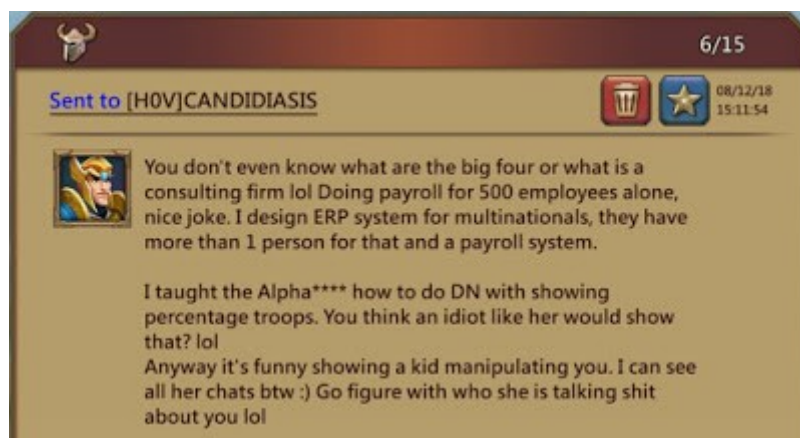 6/15
Sent to [H0V]CANDIDIASIS
08/12/18
15:11:54
You don't even know what are the big four or what is a
consulting firm lol Doing payroll for 500 employees alone,
nice joke. I design ERP system for multinationals, they have
more than 1 person for that and a payroll system.
I taught the Alpha**** how to do DN with showing
percentage troops. You think an idiot like her would show
that? lol
Anyway it's funny showing a kid manipulating you. I can see
all her chats btw :) Go figure with who she is talking shit
about you lol